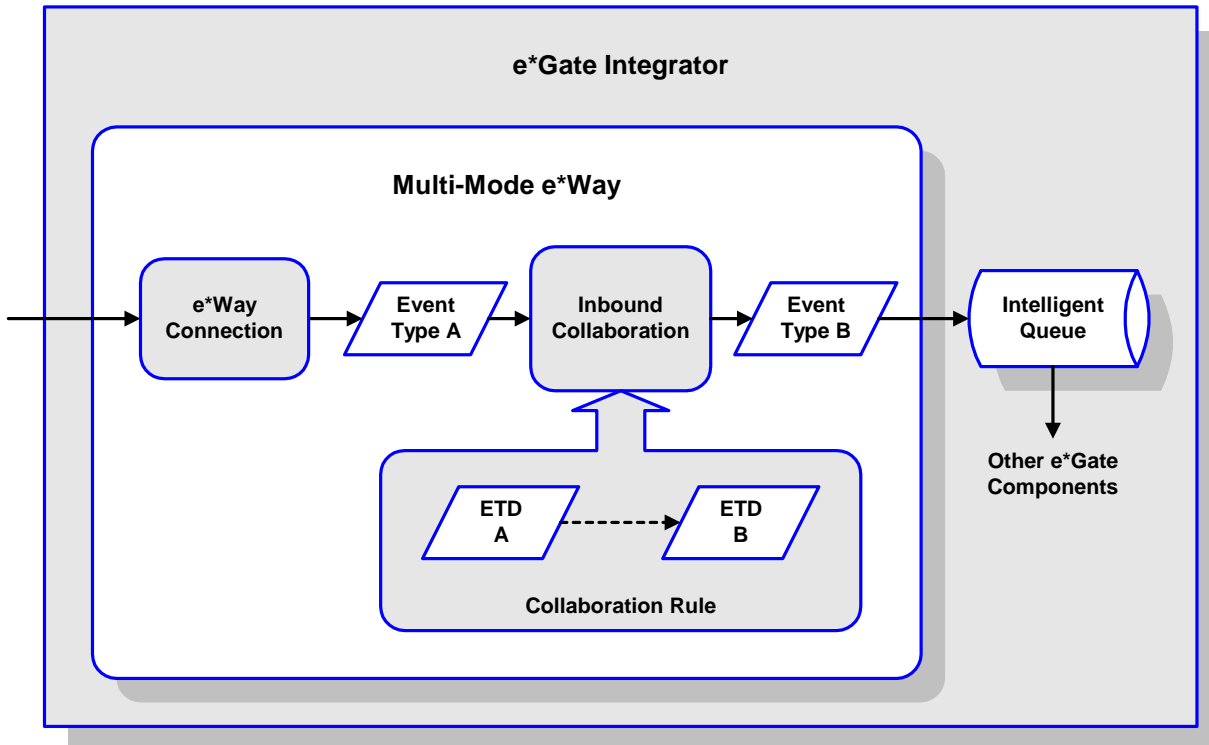 e*Gate Integrator
Multi-Mode e*Way
e*Way
Connection
Event
Type A
Inbound
Collaboration
Event
Type B
Intelligent
Queue
Other e*Gate
Components
ETD
A
ETD
B
Collaboration Rule